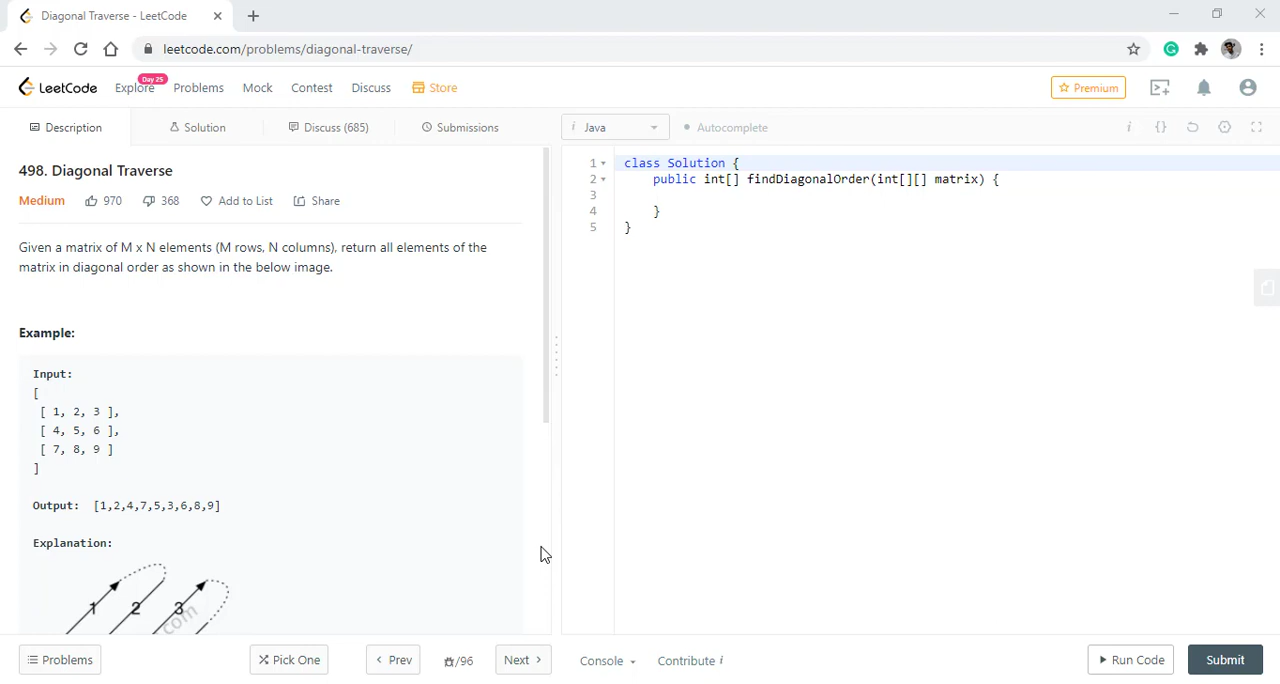 Diagonal Traverse - LeetCode
leetcode.com/problems/diagonal-traverse/
LeetCode Explore Day 25 Problems Mock Contest Discuss Store Premium
Description Solution Discuss (685) Submissions
i Java Autocomplete i {}
498. Diagonal Traverse
Medium 970 368 Add to List Share
Given a matrix of M x N elements (M rows, N columns), return all elements of the
matrix in diagonal order as shown in the below image.
Example:
Input:
[
[ 1, 2, 3 ],
[ 4, 5, 6 ],
[ 7, 8, 9 ]
]
Output: [1,2,4,7,5,3,6,8,9]
Explanation:
1 2 3
com
1 class Solution {
2 public int[] findDiagonalOrder(int[][] matrix) {
3
4 }
5 }
Problems Pick One Prev /96 Next Console Contribute i Run Code Submit